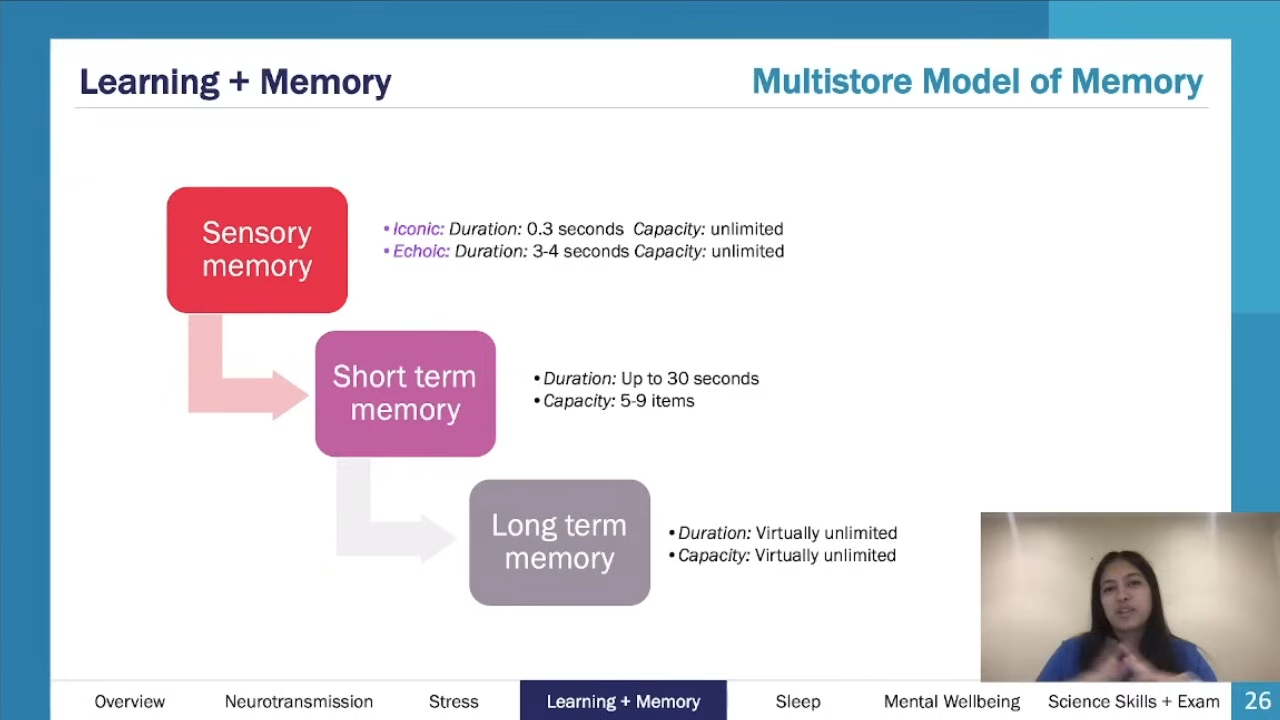 Learning + Memory
Multistore Model of Memory
Sensory
memory
• Iconic: Duration: 0.3 seconds Capacity: unlimited
• Echoic: Duration: 3-4 seconds Capacity: unlimited
Short term
memory
• Duration: Up to 30 seconds
• Capacity: 5-9 items
Long term
memory
• Duration: Virtually unlimited
• Capacity: Virtually unlimited
Overview Neurotransmission Stress Learning + Memory Sleep Mental Wellbeing Science Skills + Exam 26